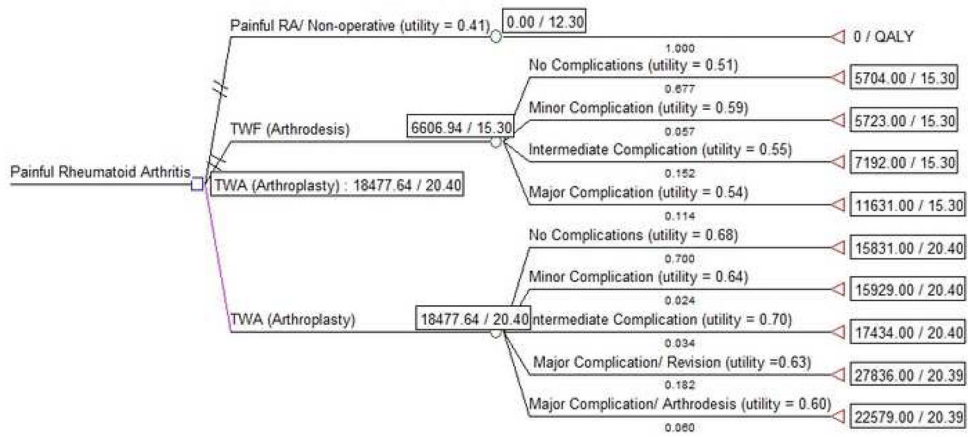 Painful RA/ Non-operative (utility = 0.41)
0.00 / 12.30
1.000
0 / QALY
No Complications (utility = 0.51)
0.677
5704.00 / 15.30
Minor Complication (utility = 0.59)
0.057
5723.00 / 15.30
TWF (Arthrodesis)
6606.94 / 15.30
Intermediate Complication (utility = 0.55)
0.152
7192.00 / 15.30
Major Complication (utility = 0.54)
0.114
11631.00 / 15.30
Painful Rheumatoid Arthritis
TWA (Arthroplasty) : 18477.64 / 20.40
No Complications (utility = 0.68)
0.700
15831.00 / 20.40
Minor Complication (utility = 0.64)
0.024
15929.00 / 20.40
TWA (Arthroplasty)
18477.64 / 20.40
ntermediate Complication (utility = 0.70)
0.034
17434.00 / 20.40
Major Complication/ Revision (utility =0.63)
0.182
27836.00 / 20.39
Major Complication/ Arthrodesis (utility = 0.60)
0.060
22579.00 / 20.39